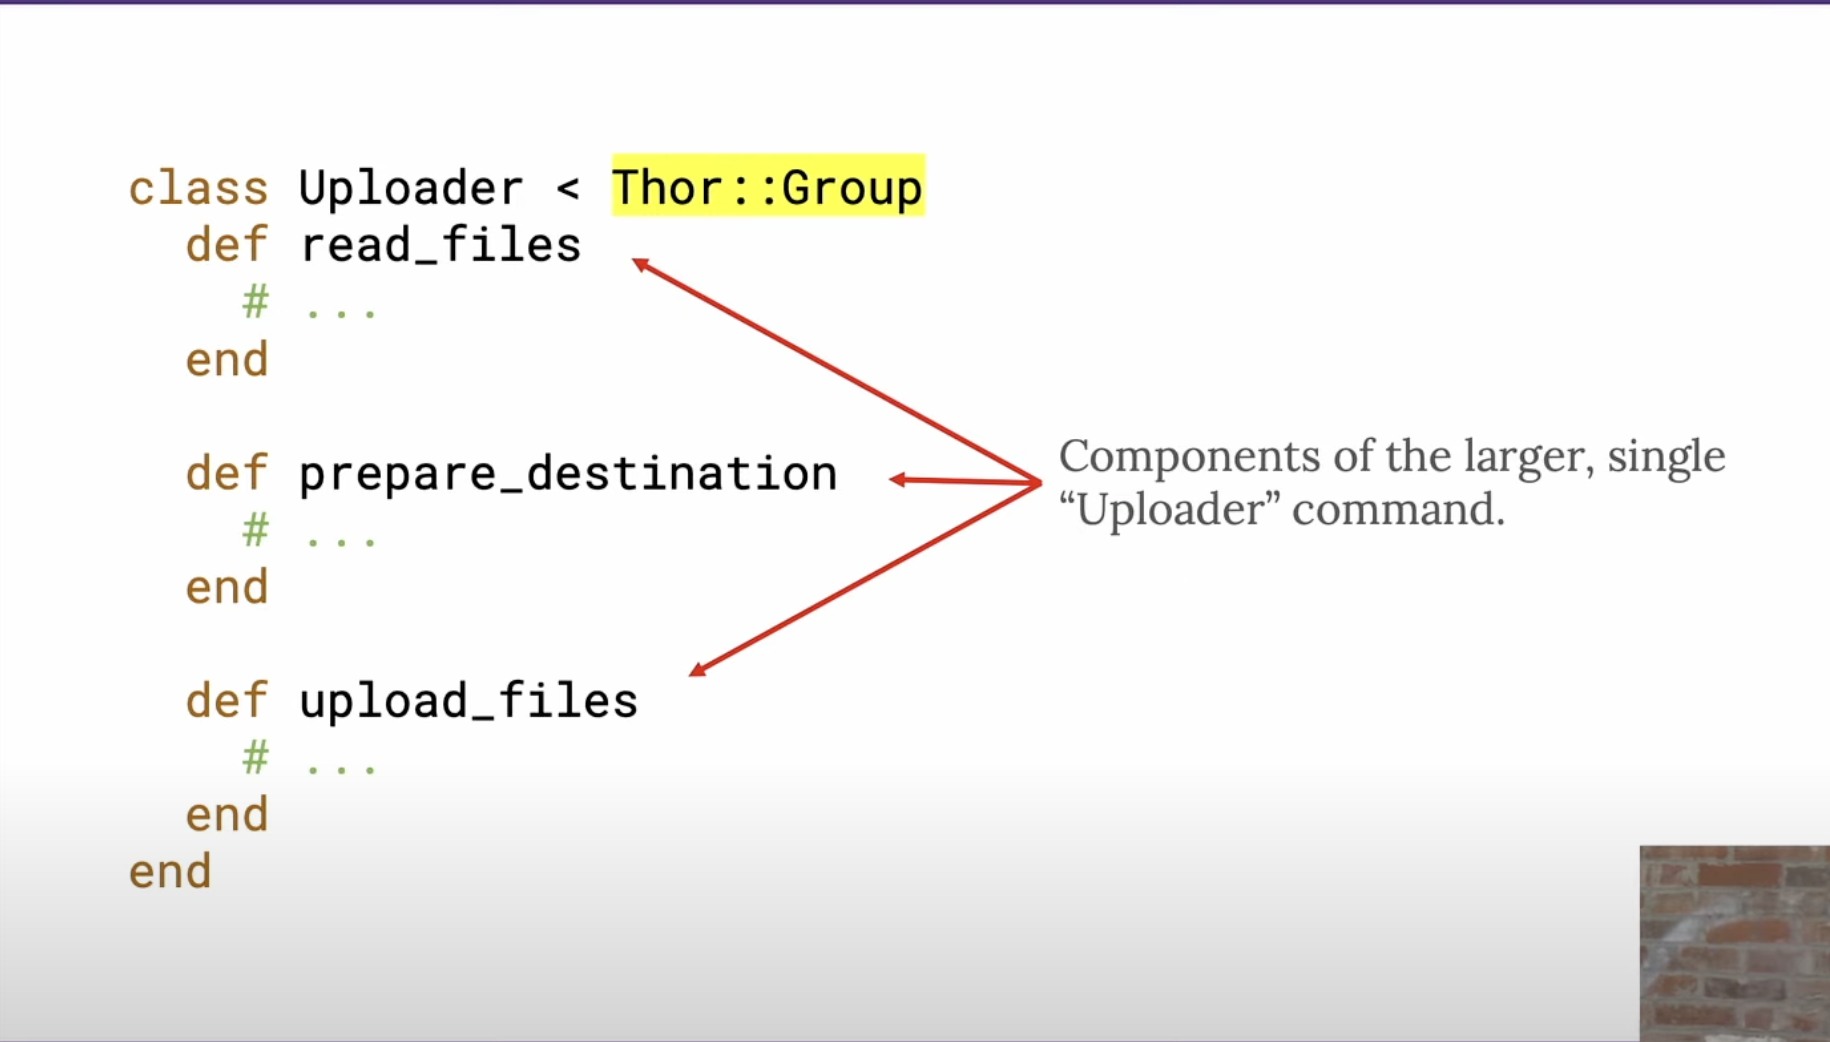 class Uploader < Thor::Group
  def read_files
    # ...
  end
  def prepare_destination
    # ...
  end
  def upload_files
    # ...
  end
end
Components of the larger, single
“Uploader” command.